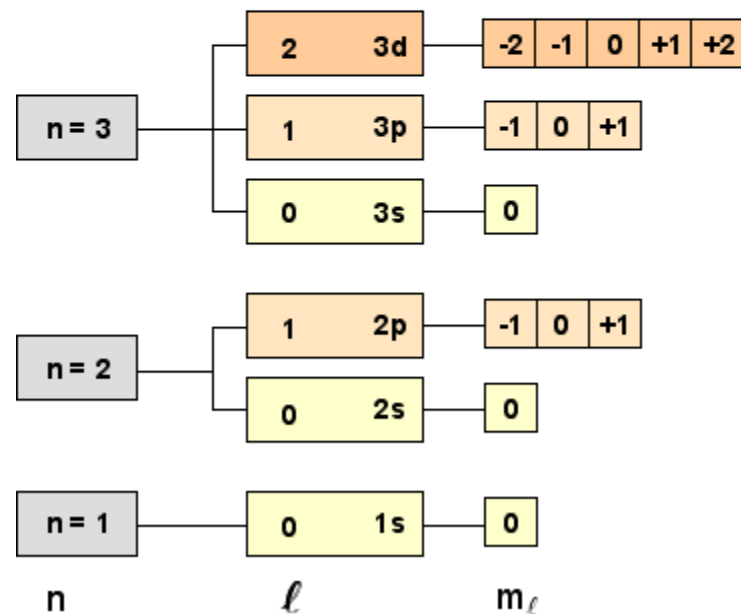 2 3d -2 -1 0 +1 +2
n = 3 1 3p -1 0 +1
0 3s 0
1 2p -1 0 +1
n = 2
0 2s 0
n = 1 0 1s 0
n ℓ mℓ